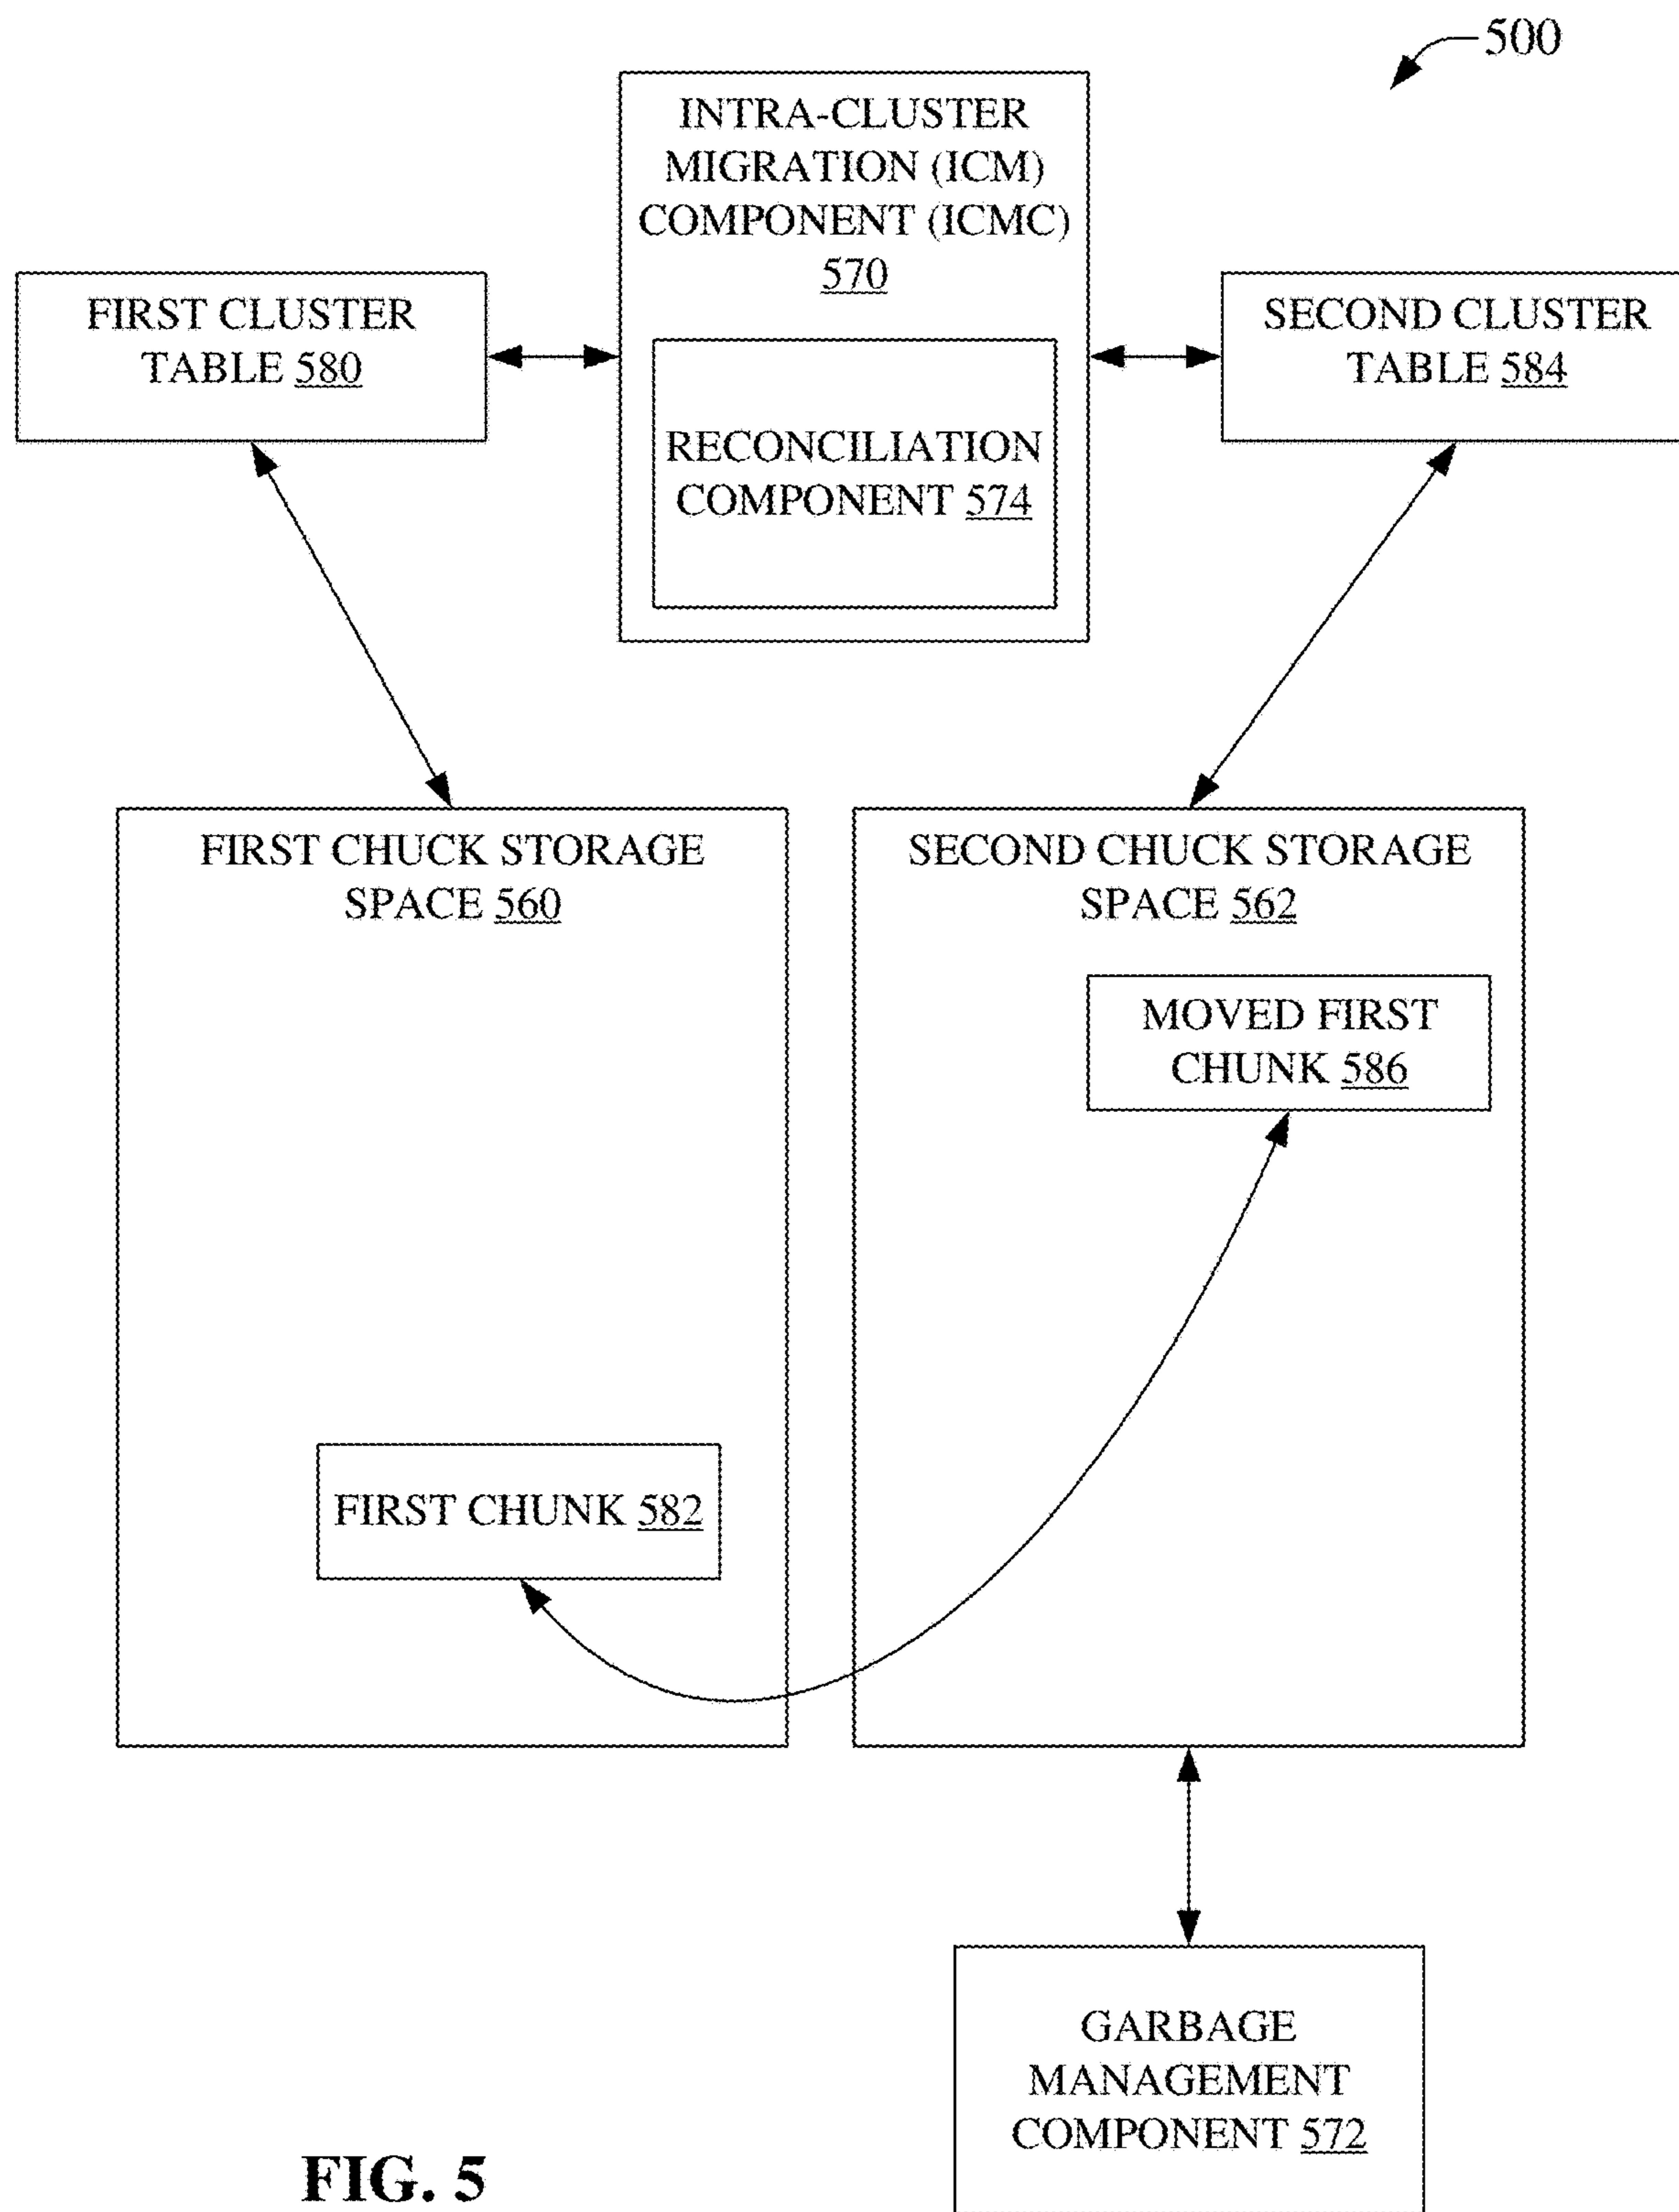 500
INTRA-CLUSTER
MIGRATION (ICM)
COMPONENT (ICMC)
570
FIRST CLUSTER
TABLE 580
SECOND CLUSTER
TABLE 584
RECONCILIATION
COMPONENT 574
FIRST CHUCK STORAGE
SPACE 560
SECOND CHUCK STORAGE
SPACE 562
MOVED FIRST
CHUNK 586
FIRST CHUNK 582
GARBAGE
MANAGEMENT
COMPONENT 572
FIG. 5